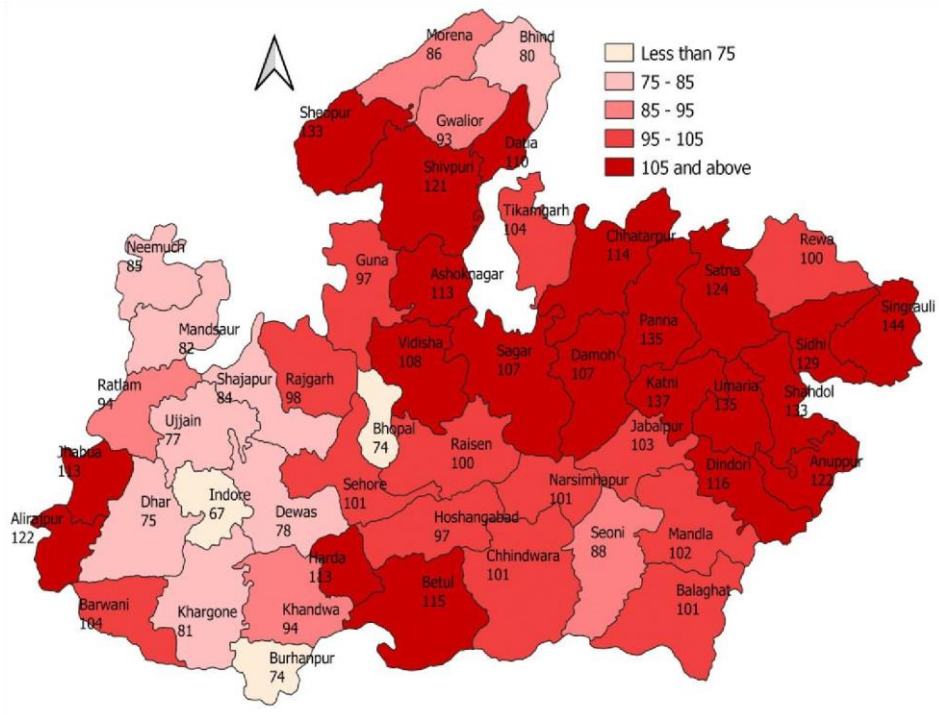 Morena
86
Bhind
80
Less than 75
75 - 85
85 - 95
95 - 105
105 and above
Sheopur
133
Gwalior
93
Datia
110
Shivpuri
121
Tikamgarh
104
Chhatarpur
114
Rewa
100
Neemuch
85
Guna
97
Ashoknagar
113
Satna
124
Singrauli
144
Mandsaur
82
Vidisha
108
Sagar
107
Damoh
107
Panna
135
Sidhi
129
Ratlam
94
Shajapur
84
Rajgarh
98
Katni
137
Umaria
135
Shahdol
133
Ujjain
77
Bhopal
74
Raisen
100
Jabalpur
103
Jhabua
113
Dindori
116
Anuppur
122
Dhar
75
Indore
67
Dewas
78
Sehore
101
Narsimhapur
101
Alirajpur
122
Hoshangabad
97
Seoni
88
Mandla
102
Harda
113
Betul
115
Chhindwara
101
Balaghat
101
Barwani
104
Khargone
81
Khandwa
94
Burhanpur
74